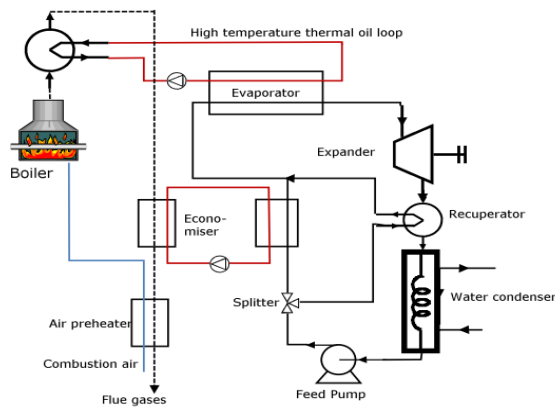 High temperature thermal oil loop
Evaporator
Expander
Boiler
Econo-
miser
Recuperator
Splitter
Water condenser
Air preheater
Combustion air
Feed Pump
Flue gases